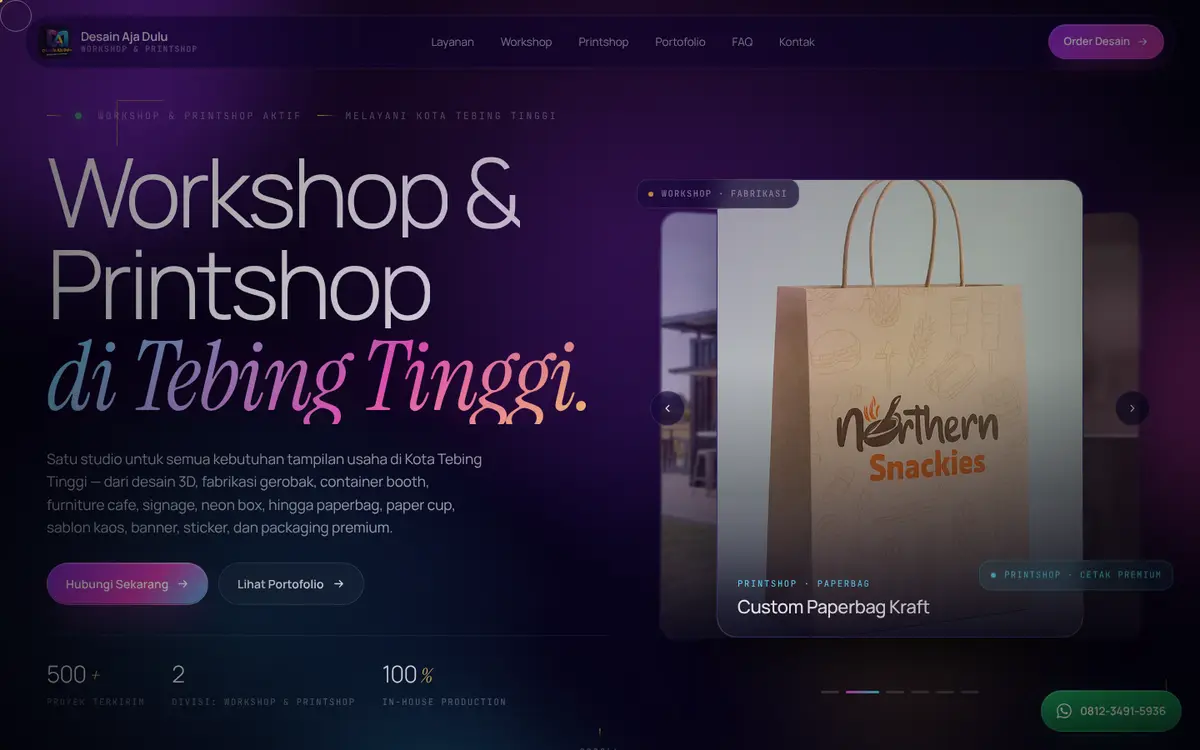 Desain Aja Dulu
WORKSHOP & PRINTSHOP
Layanan
Workshop
Printshop
Portofolio
FAQ
Kontak
Order Desain →
WORKSHOP & PRINTSHOP AKTIF
MELAYANI KOTA TEBING TINGGI
Workshop &
Printshop
di Tebing Tinggi.
Satu studio untuk semua kebutuhan tampilan usaha di Kota Tebing
Tinggi — dari desain 3D, fabrikasi gerobak, container booth,
furniture cafe, signage, neon box, hingga paperbag, paper cup,
sablon kaos, banner, sticker, dan packaging premium.
Hubungi Sekarang →
Lihat Portofolio →
500 +
PROYEK TERKIRIM
2
DIVISI: WORKSHOP & PRINTSHOP
100 %
IN-HOUSE PRODUCTION
WORKSHOP · FABRIKASI
Northern
Snackies
PRINTSHOP · CETAK PREMIUM
PRINTSHOP · PAPERBAG
Custom Paperbag Kraft
0812-3491-5936